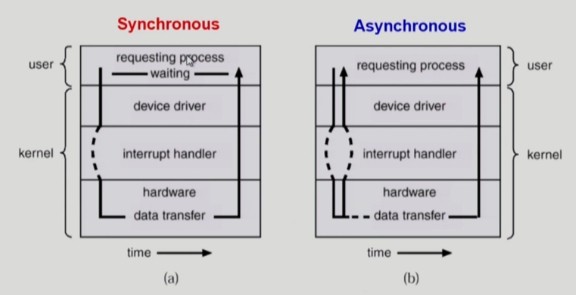 Synchronous
Asynchronous
user
requesting process
waiting
device driver
kernel
interrupt handler
hardware
data transfer
time
(a)
requesting process
user
device driver
interrupt handler
kernel
hardware
data transfer
time
(b)